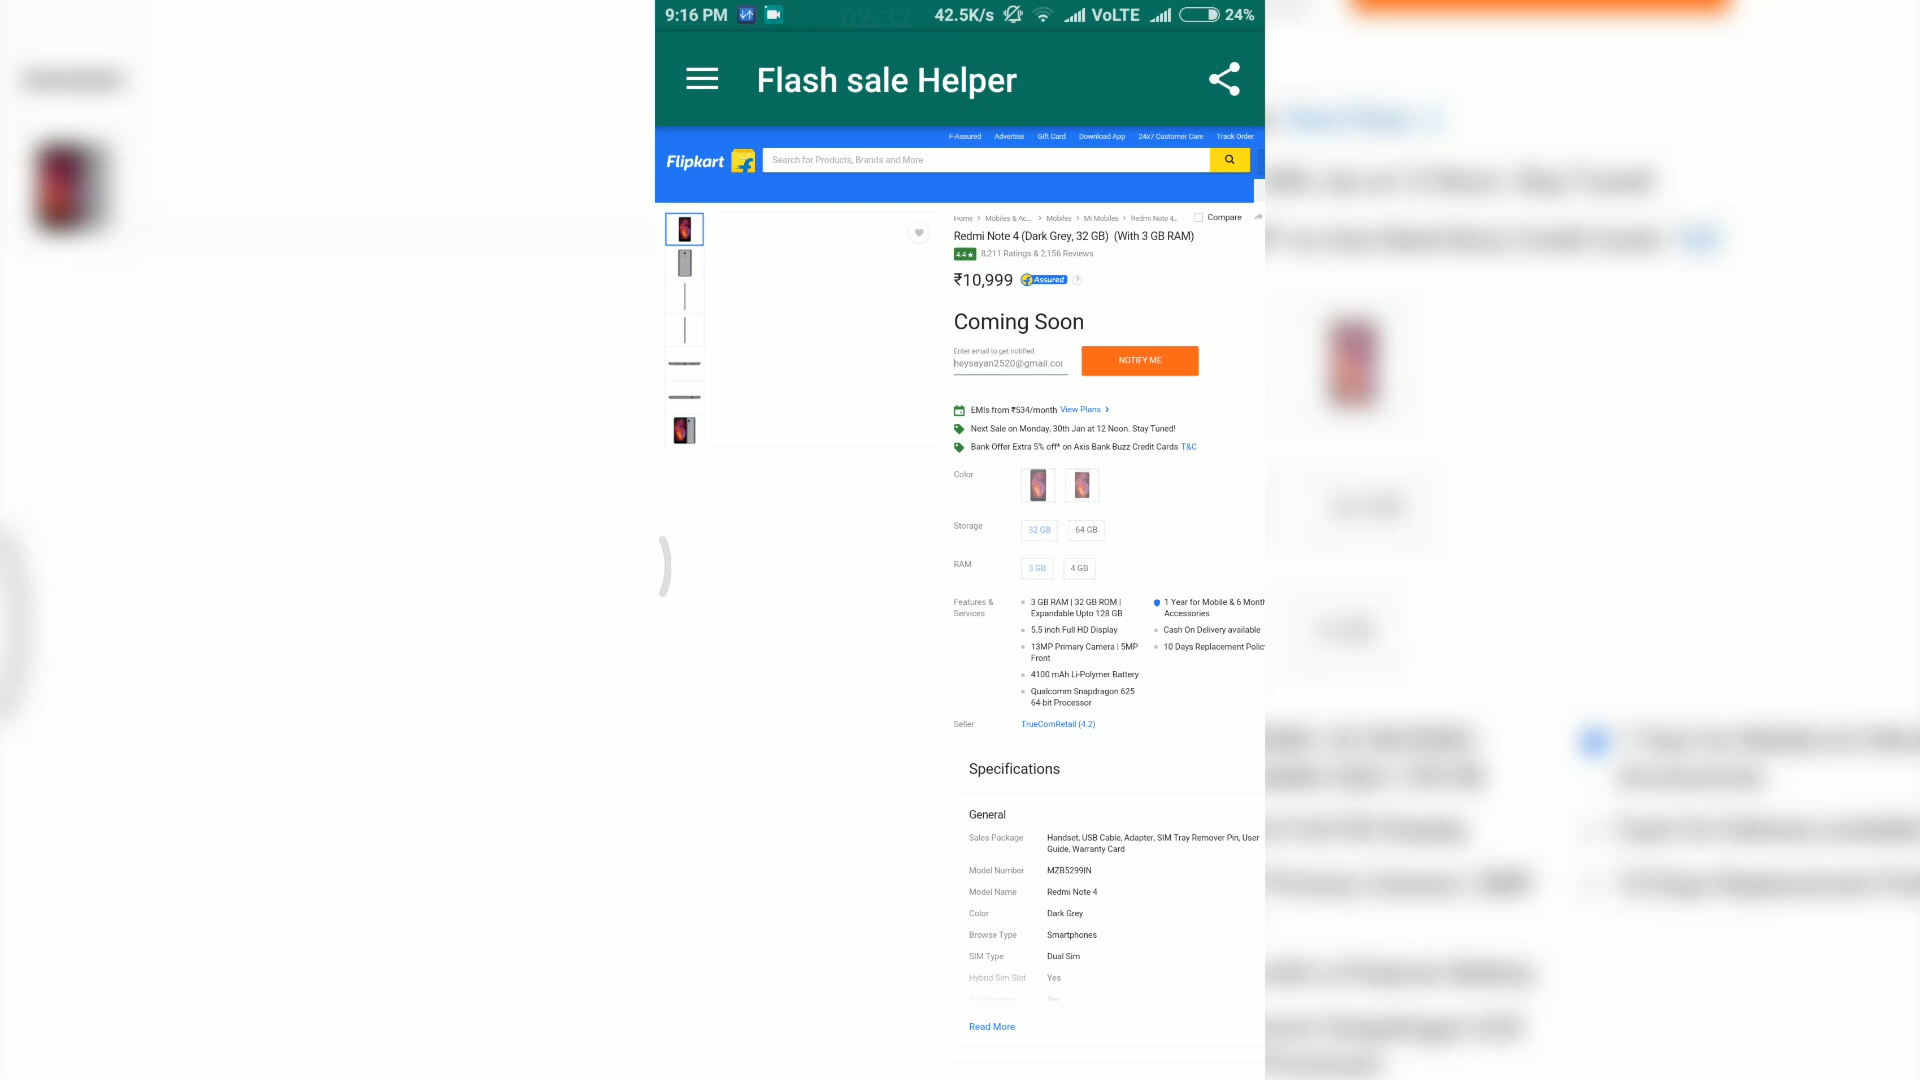 9:16 PM 42.5K/s VoLTE 24%
Flash sale Helper
F-Assured Advertise Gift Card Download App 24x7 Customer Care Track Order
Flipkart Search for Products, Brands and More
Home > Mobiles & Ac... > Mobiles > Mi Mobiles > Redmi Note 4... Compare
Redmi Note 4 (Dark Grey, 32 GB) (With 3 GB RAM)
4.4 ★ 8,211 Ratings & 2,156 Reviews
₹10,999 Assured ?
Coming Soon
Enter email to get notified
heysayan2520@gmail.co
NOTIFY ME
EMIs from ₹534/month View Plans >
Next Sale on Monday, 30th Jan at 12 Noon. Stay Tuned!
Bank Offer Extra 5% off* on Axis Bank Buzz Credit Cards T&C
Color
Storage 32 GB 64 GB
RAM 3 GB 4 GB
Features & Services
3 GB RAM | 32 GB ROM | Expandable Upto 128 GB
5.5 inch Full HD Display
13MP Primary Camera | 5MP Front
4100 mAh Li-Polymer Battery
Qualcomm Snapdragon 625 64-bit Processor
1 Year for Mobile & 6 Month Accessories
Cash On Delivery available
10 Days Replacement Polic
Seller TrueComRetail (4.2)
Specifications
General
Sales Package Handset, USB Cable, Adapter, SIM Tray Remover Pin, User Guide, Warranty Card
Model Number MZB5299IN
Model Name Redmi Note 4
Color Dark Grey
Browse Type Smartphones
SIM Type Dual Sim
Hybrid Sim Slot Yes
Touchscreen Yes
Read More